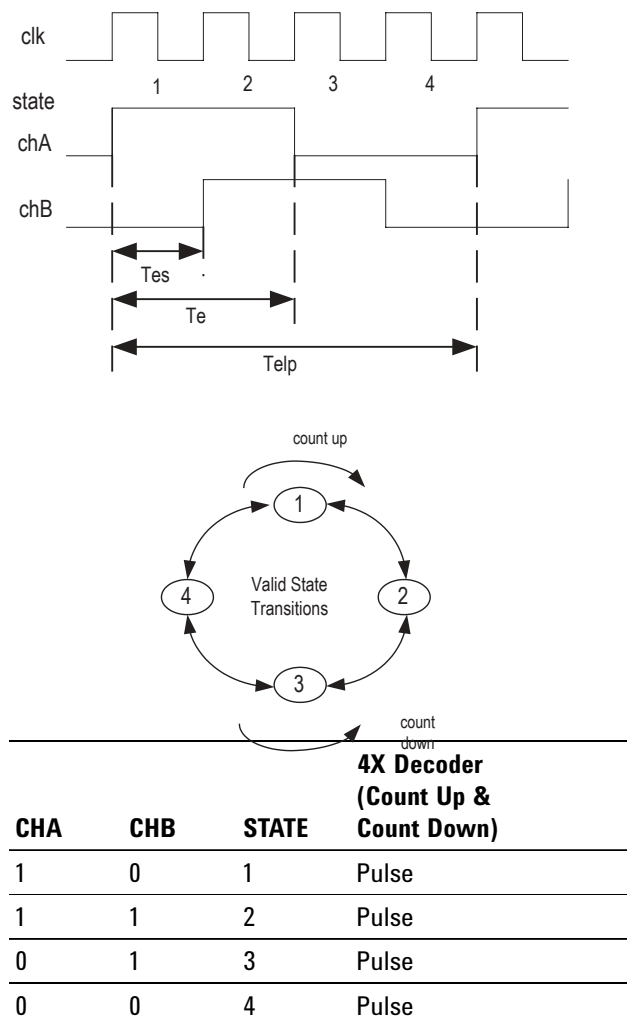 clk
1 2 3 4
state
chA
chB
Tes
Te
Telp
count up
1
4
Valid State
Transitions
2
3
count
down
4X Decoder
(Count Up &
CHA CHB STATE Count Down)
1 0 1 Pulse
1 1 2 Pulse
0 1 3 Pulse
0 0 4 Pulse